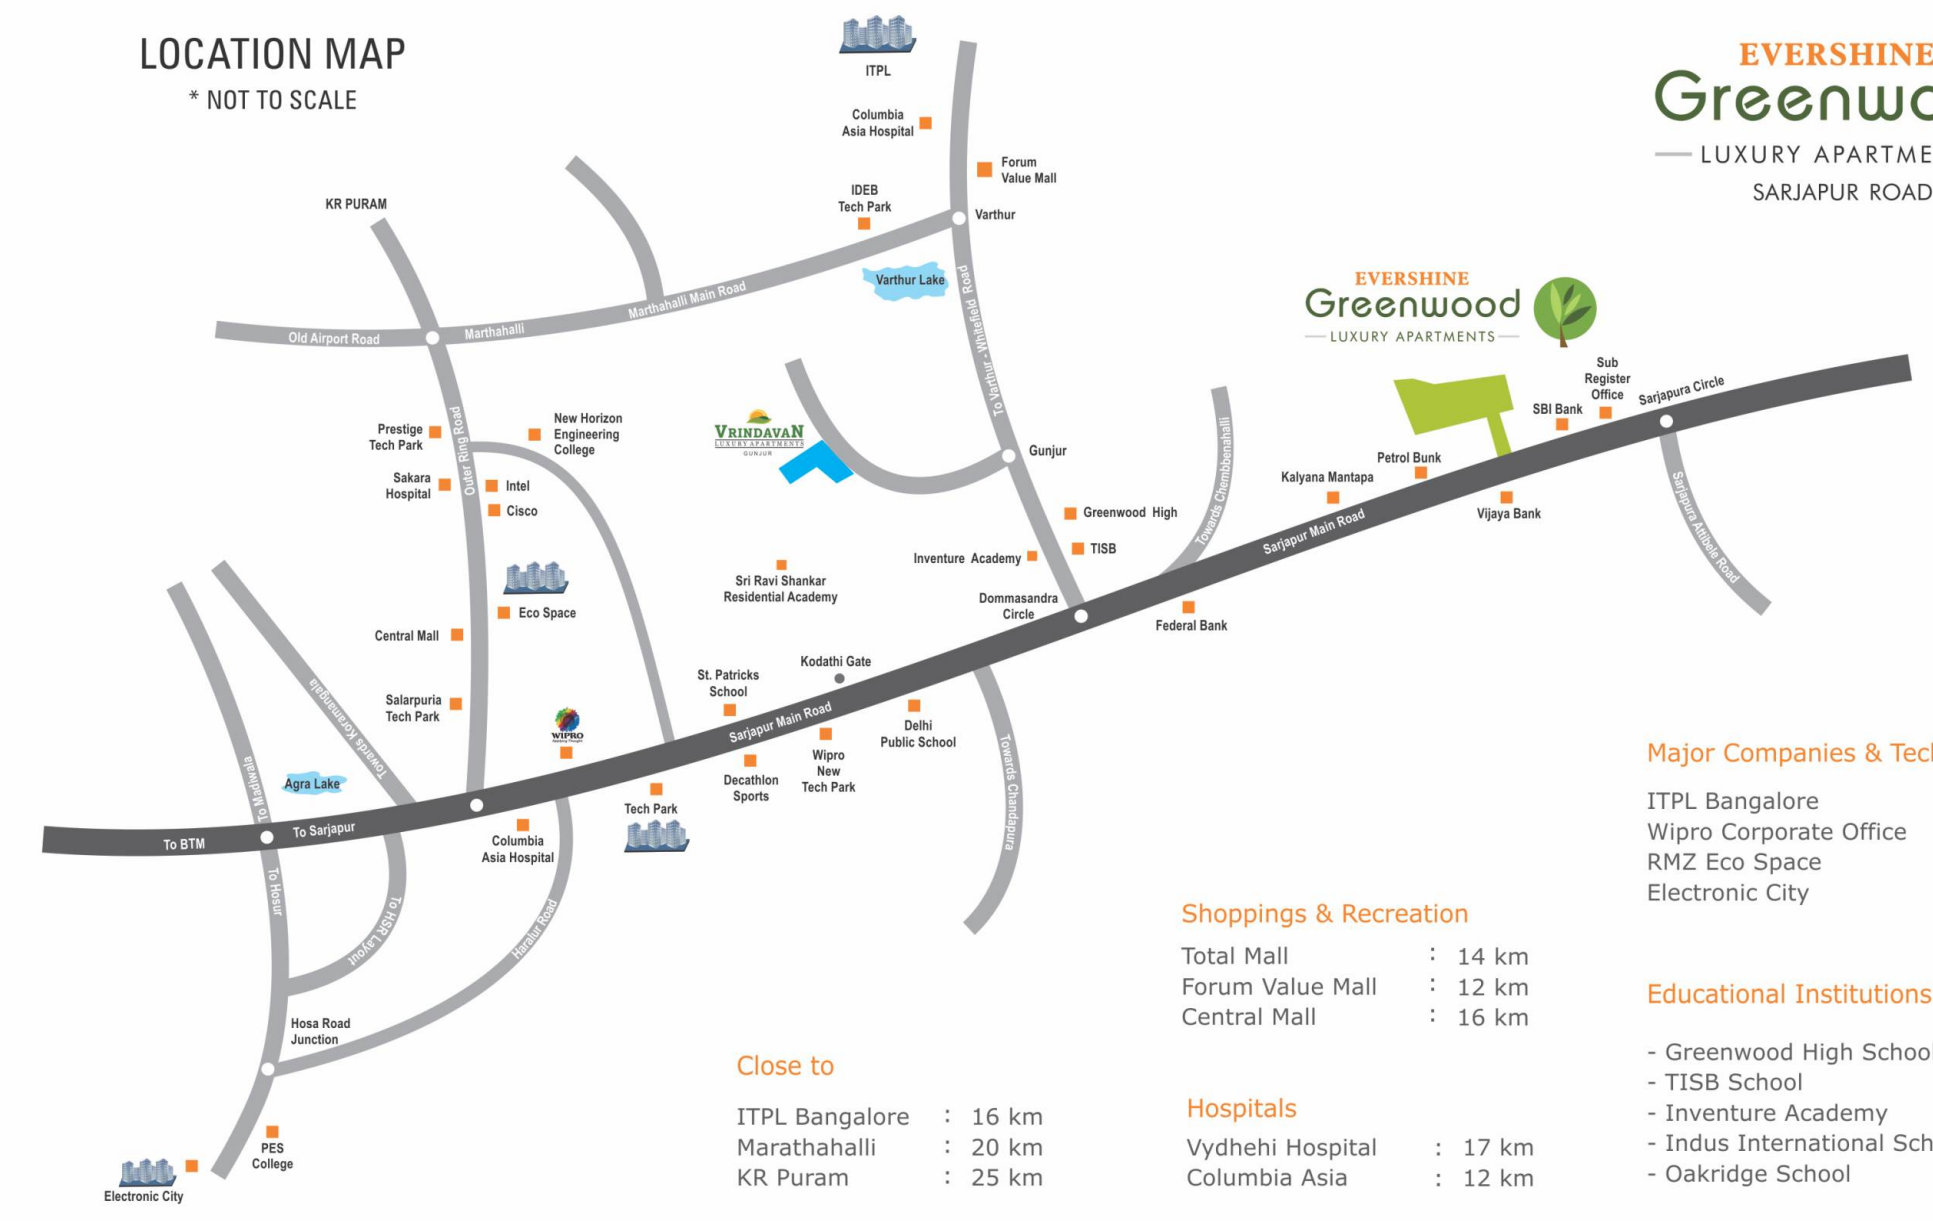 LOCATION MAP
* NOT TO SCALE
ITPL
Columbia
Asia Hospital
Forum
Value Mall
IDEB
Tech Park
Varthur
KR PURAM
Varthur Lake
Old Airport Road
Marthahalli
Marthahalli Main Road
To Varthur - Whitefield Road
EVERSHINE
Greenwo
LUXURY APARTME
SARJAPUR ROAD
EVERSHINE
Greenwood
LUXURY APARTMENTS
Sub
Register
Office
SBI Bank
Sarjapura Circle
Prestige
Tech Park
Outer Ring Road
New Horizon
Engineering
College
VRINDAVAN
LUXURY APARTMENTS
GUNJUR
Gunjur
Towards Chembbenahalli
Petrol Bunk
Kalyana Mantapa
Vijaya Bank
Sakara
Hospital
Intel
Cisco
Greenwood High
TISB
Inventure Academy
Sarjapur Main Road
Sarjapura Attibele Road
Sri Ravi Shankar
Residential Academy
Dommasandra
Circle
Federal Bank
Eco Space
Central Mall
Salarpuria
Tech Park
Kodathi Gate
St. Patricks
School
Sarjapur Main Road
Delhi
Public School
WIPRO
Applying Thought
Wipro
New
Tech Park
Decathlon
Sports
Tech Park
Towards Chandapura
Towards Koramangala
To Madiwala
Agra Lake
To BTM
To Sarjapur
Columbia
Asia Hospital
To Hosur
To HSR Layout
Haralur Road
Hosa Road
Junction
PES
College
Electronic City
Close to
ITPL Bangalore : 16 km
Marathahalli : 20 km
KR Puram : 25 km
Shoppings & Recreation
Total Mall : 14 km
Forum Value Mall : 12 km
Central Mall : 16 km
Hospitals
Vydhehi Hospital : 17 km
Columbia Asia : 12 km
Major Companies & Tec
ITPL Bangalore
Wipro Corporate Office
RMZ Eco Space
Electronic City
Educational Institutions
- Greenwood High School
- TISB School
- Inventure Academy
- Indus International Sch
- Oakridge School